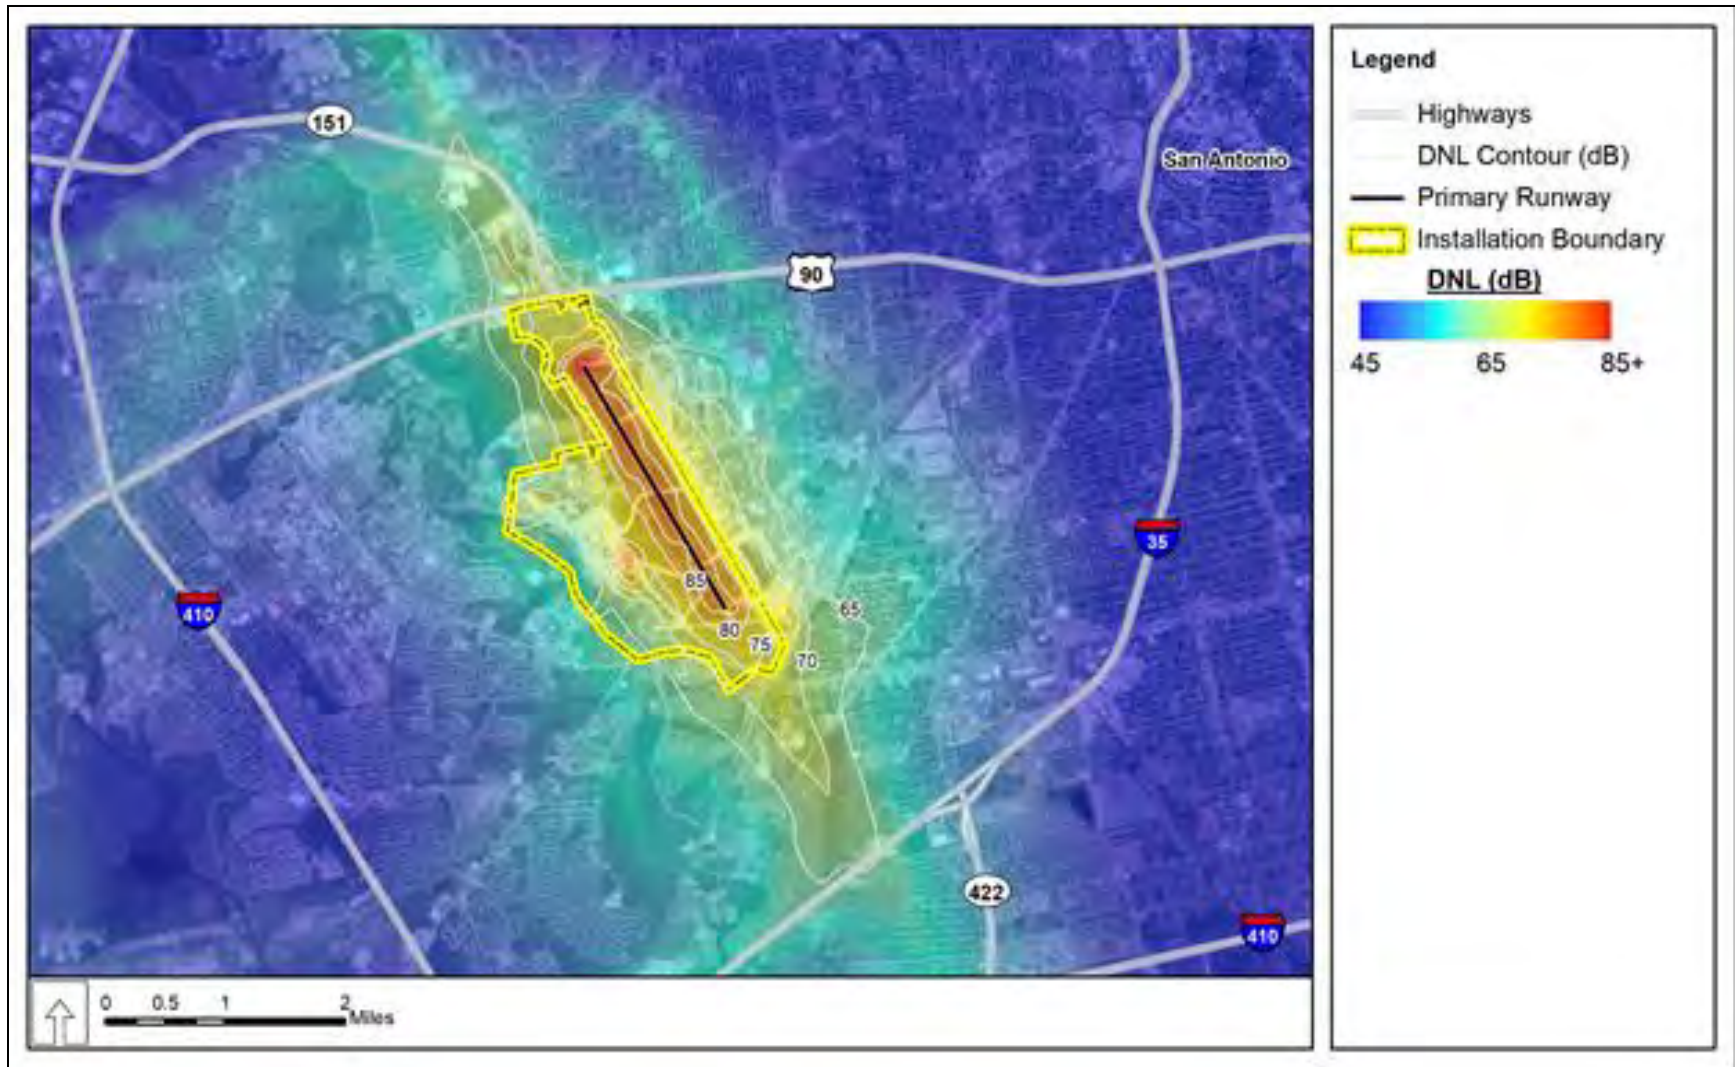 151
San Antonio
90
35
410
85
65
80
75
70
422
410
0 0.5 1 2
Miles
Legend
Highways
DNL Contour (dB)
Primary Runway
Installation Boundary
DNL (dB)
45 65 85+